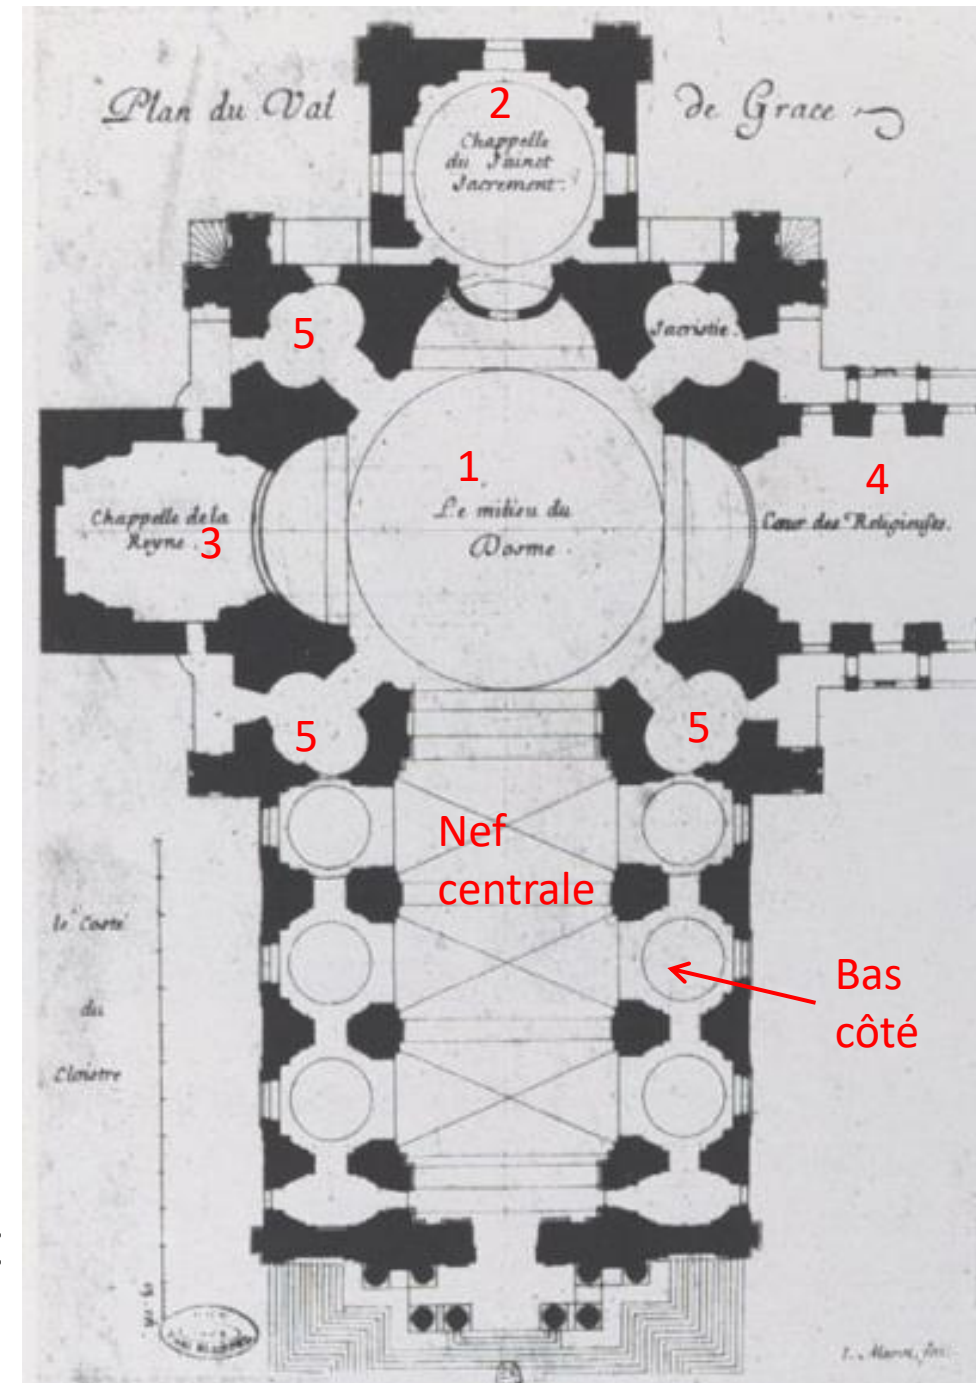 Plan du Val de Grace
2
Chappelle
du Sainct
Sacrement.
5
Sacristie.
1
4
Le milieu du
Dosme.
Chappelle de la
Reyne.
3
Cœur des Religieuses.
5
5
Nef
centrale
le Costé
du
Cloistre
Bas
côté